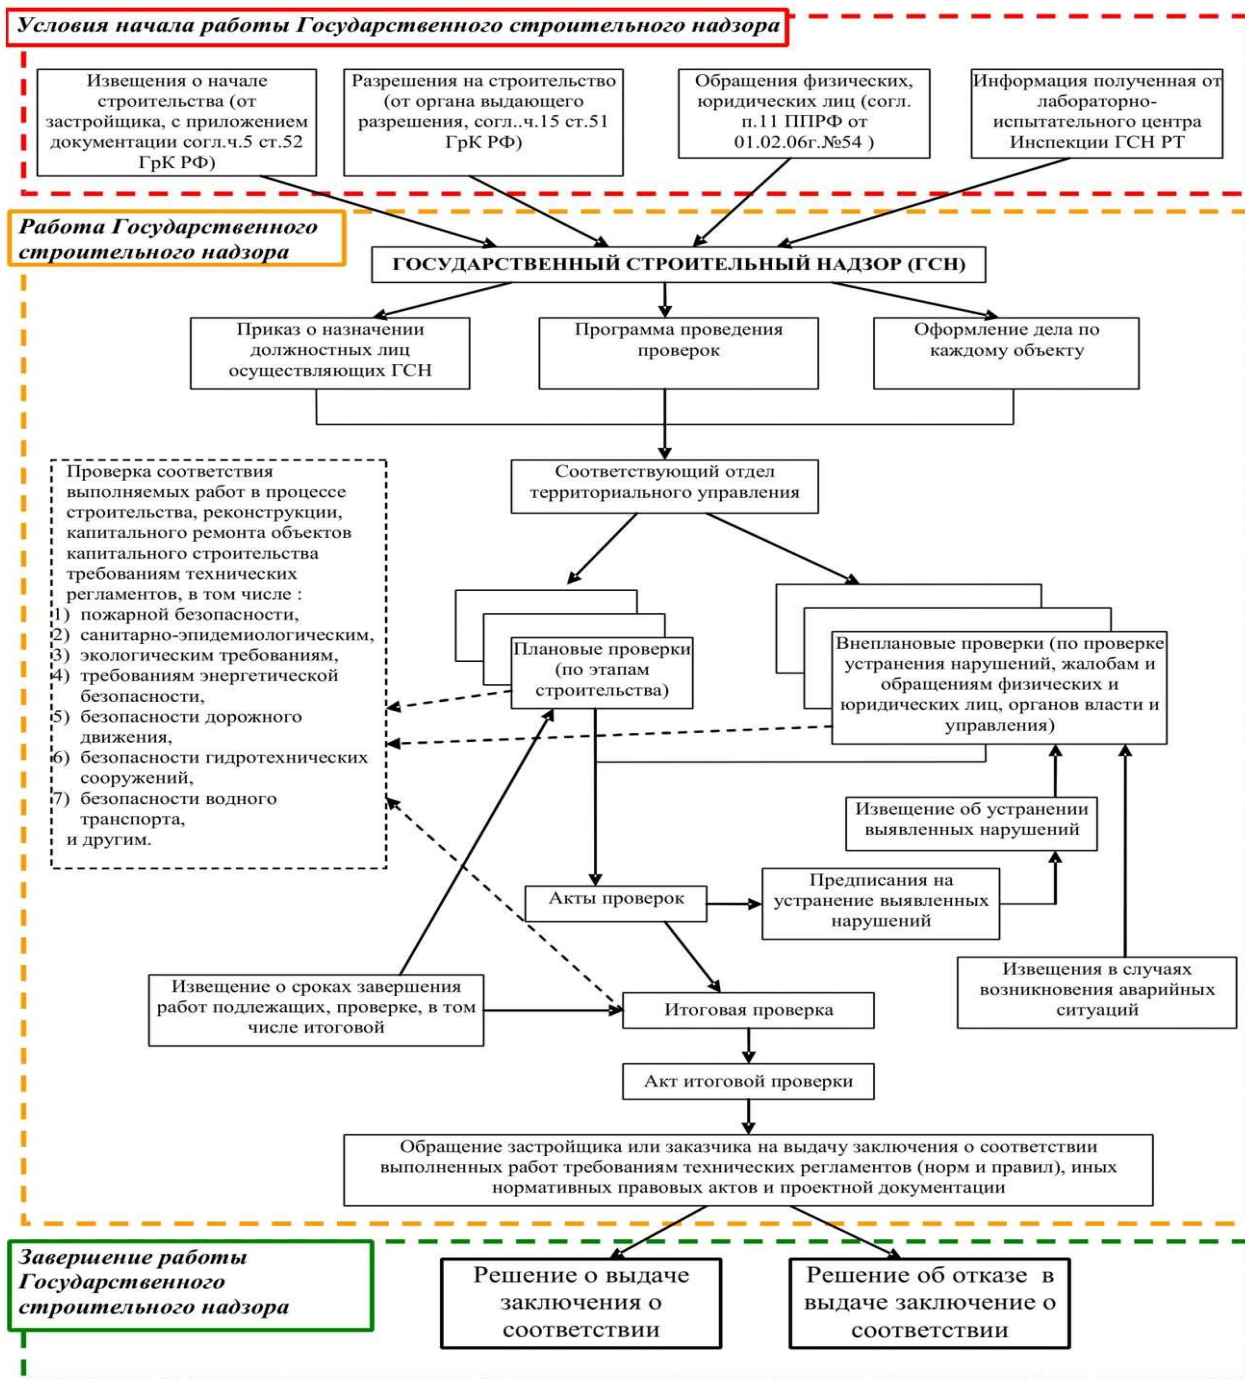 Условия начала работы Государственного строительного надзора
Извещения о начале
строительства (от
застройщика, с приложением
документации согл.ч.5 ст.52
ГрК РФ)
Разрешения на строительство
(от органа выдающего
разрешения, согл..ч.15 ст.51
ГрК РФ)
Обращения физических,
юридических лиц (согл.
п.11 ППРФ от
01.02.06г.№54 )
Информация полученная от
лабораторно-
испытательного центра
Инспекции ГСН РТ
Работа Государственного
строительного надзора
ГОСУДАРСТВЕННЫЙ СТРОИТЕЛЬНЫЙ НАДЗОР (ГСН)
Приказ о назначении
должностных лиц
осуществляющих ГСН
Программа проведения
проверок
Оформление дела по
каждому объекту
Соответствующий отдел
территориального управления
Проверка соответствия
выполняемых работ в процессе
строительства, реконструкции,
капитального ремонта объектов
капитального строительства
требованиям технических
регламентов, в том числе :
1) пожарной безопасности,
2) санитарно-эпидемиологическим,
3) экологическим требованиям,
4) требованиям энергетической
безопасности,
5) безопасности дорожного
движения,
6) безопасности гидротехнических
сооружений,
7) безопасности водного
транспорта,
и другим.
Плановые проверки
(по этапам
строительства)
Внеплановые проверки (по проверке
устранения нарушений, жалобам и
обращениям физических и
юридических лиц, органов власти и
управления)
Извещение об устранении
выявленных нарушений
Акты проверок
Предписания на
устранение выявленных
нарушений
Извещение о сроках завершения
работ подлежащих, проверке, в том
числе итоговой
Итоговая проверка
Извещения в случаях
возникновения аварийных
ситуаций
Акт итоговой проверки
Обращение застройщика или заказчика на выдачу заключения о соответствии
выполненных работ требованиям технических регламентов (норм и правил), иных
нормативных правовых актов и проектной документации
Завершение работы
Государственного
строительного надзора
Решение о выдаче
заключения о
соответствии
Решение об отказе в
выдаче заключение о
соответствии